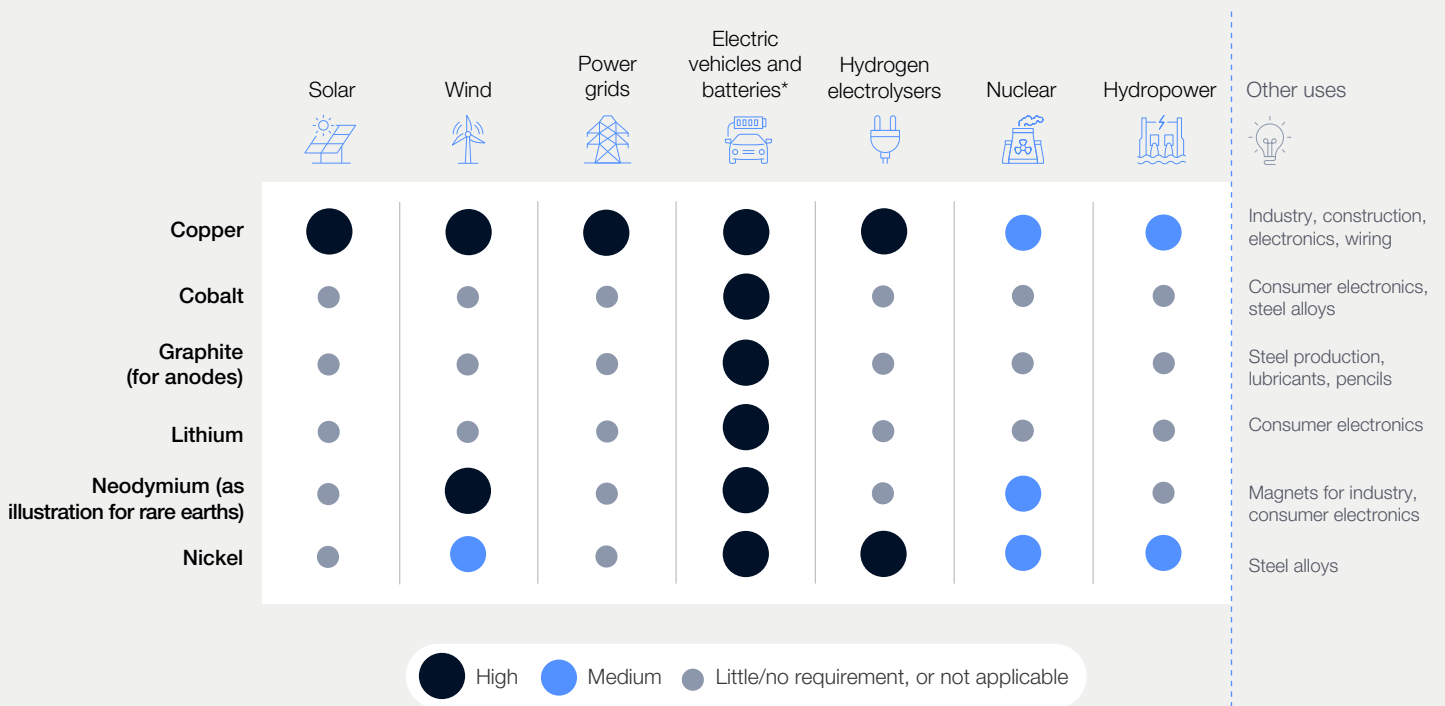 Solar
Wind
Power
grids
Electric
vehicles and
batteries*
Hydrogen
electrolysers
Nuclear
Hydropower
Other uses
Copper
Industry, construction,
electronics, wiring
Cobalt
Consumer electronics,
steel alloys
Graphite
(for anodes)
Steel production,
lubricants, pencils
Lithium
Consumer electronics
Neodymium (as
illustration for rare earths)
Magnets for industry,
consumer electronics
Nickel
Steel alloys
High
Medium
Little/no requirement, or not applicable